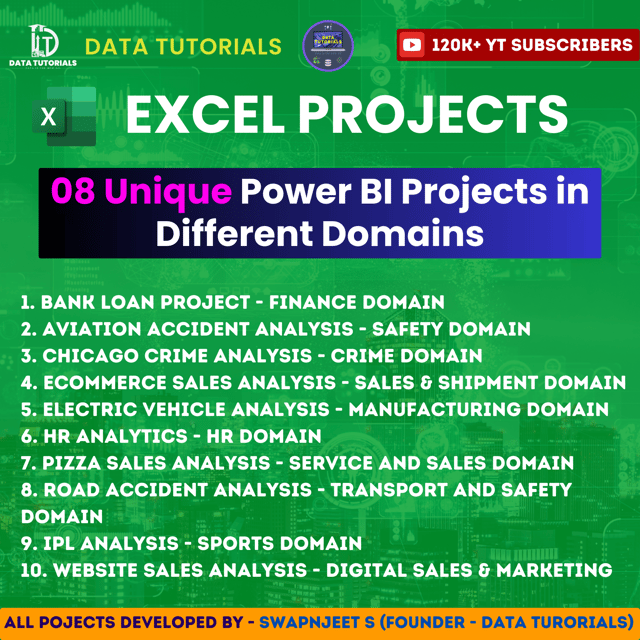 DATA TUTORIALS
DATA TUTORIALS
DATA TUTORIALS
120K+ YT SUBSCRIBERS
X
EXCEL PROJECTS
08 Unique Power BI Projects in
Different Domains
1. BANK LOAN PROJECT - FINANCE DOMAIN
2. AVIATION ACCIDENT ANALYSIS - SAFETY DOMAIN
3. CHICAGO CRIME ANALYSIS - CRIME DOMAIN
4. ECOMMERCE SALES ANALYSIS - SALES & SHIPMENT DOMAIN
5. ELECTRIC VEHICLE ANALYSIS - MANUFACTURING DOMAIN
6. HR ANALYTICS - HR DOMAIN
7. PIZZA SALES ANALYSIS - SERVICE AND SALES DOMAIN
8. ROAD ACCIDENT ANALYSIS - TRANSPORT AND SAFETY
DOMAIN
9. IPL ANALYSIS - SPORTS DOMAIN
10. WEBSITE SALES ANALYSIS - DIGITAL SALES & MARKETING
ALL POJECTS DEVELOPED BY - SWAPNJEET S (FOUNDER - DATA TURORIALS)